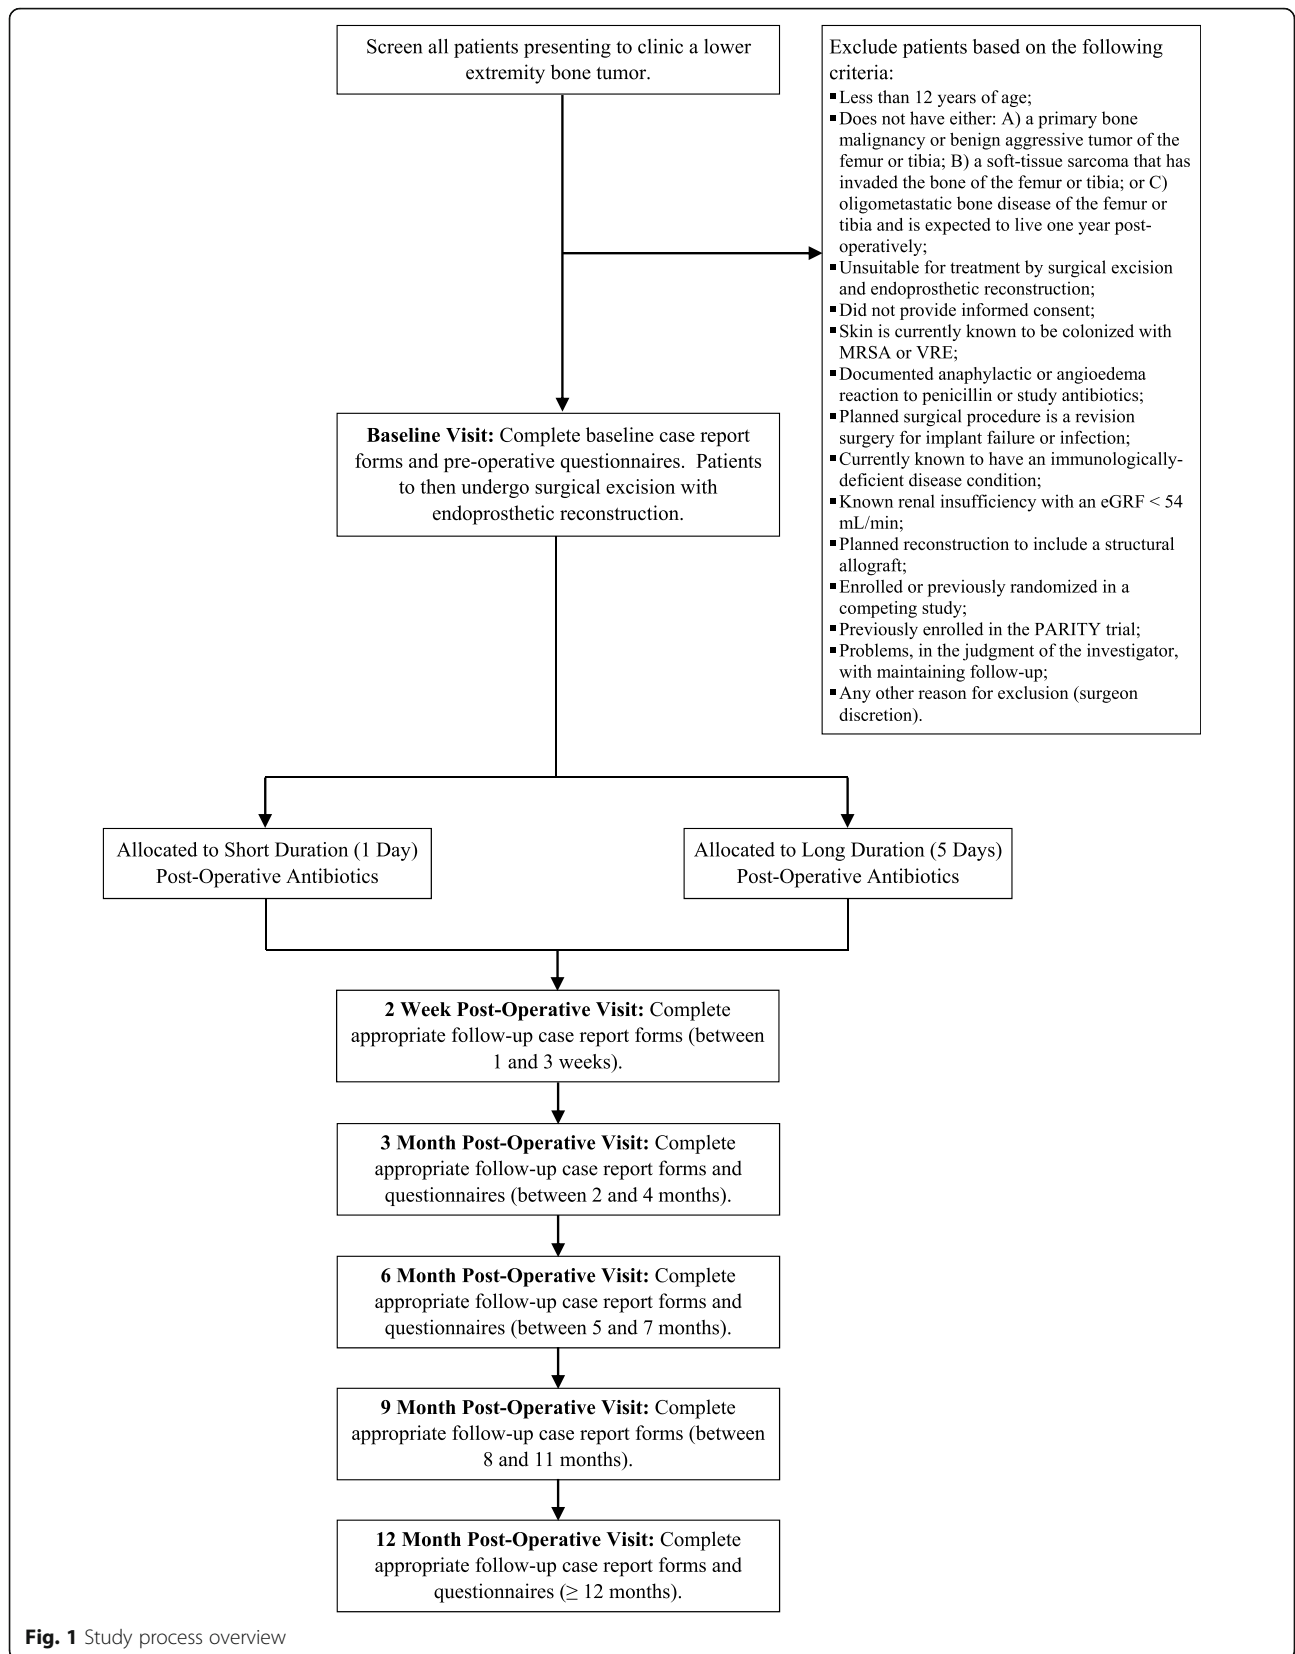 Screen all patients presenting to clinic a lower
extremity bone tumor.
Exclude patients based on the following
criteria:
▪Less than 12 years of age;
▪Does not have either: A) a primary bone
malignancy or benign aggressive tumor of the
femur or tibia; B) a soft-tissue sarcoma that has
invaded the bone of the femur or tibia; or C)
oligometastatic bone disease of the femur or
tibia and is expected to live one year post-
operatively;
▪Unsuitable for treatment by surgical excision
and endoprosthetic reconstruction;
▪Did not provide informed consent;
▪Skin is currently known to be colonized with
MRSA or VRE;
▪Documented anaphylactic or angioedema
reaction to penicillin or study antibiotics;
▪Planned surgical procedure is a revision
surgery for implant failure or infection;
▪Currently known to have an immunologically-
deficient disease condition;
▪Known renal insufficiency with an eGRF < 54
mL/min;
▪Planned reconstruction to include a structural
allograft;
▪Enrolled or previously randomized in a
competing study;
▪Previously enrolled in the PARITY trial;
▪Problems, in the judgment of the investigator,
with maintaining follow-up;
▪Any other reason for exclusion (surgeon
discretion).
Baseline Visit: Complete baseline case report
forms and pre-operative questionnaires. Patients
to then undergo surgical excision with
endoprosthetic reconstruction.
Allocated to Short Duration (1 Day)
Post-Operative Antibiotics
Allocated to Long Duration (5 Days)
Post-Operative Antibiotics
2 Week Post-Operative Visit: Complete
appropriate follow-up case report forms (between
1 and 3 weeks).
3 Month Post-Operative Visit: Complete
appropriate follow-up case report forms and
questionnaires (between 2 and 4 months).
6 Month Post-Operative Visit: Complete
appropriate follow-up case report forms and
questionnaires (between 5 and 7 months).
9 Month Post-Operative Visit: Complete
appropriate follow-up case report forms (between
8 and 11 months).
12 Month Post-Operative Visit: Complete
appropriate follow-up case report forms and
questionnaires (≥ 12 months).
Fig. 1 Study process overview